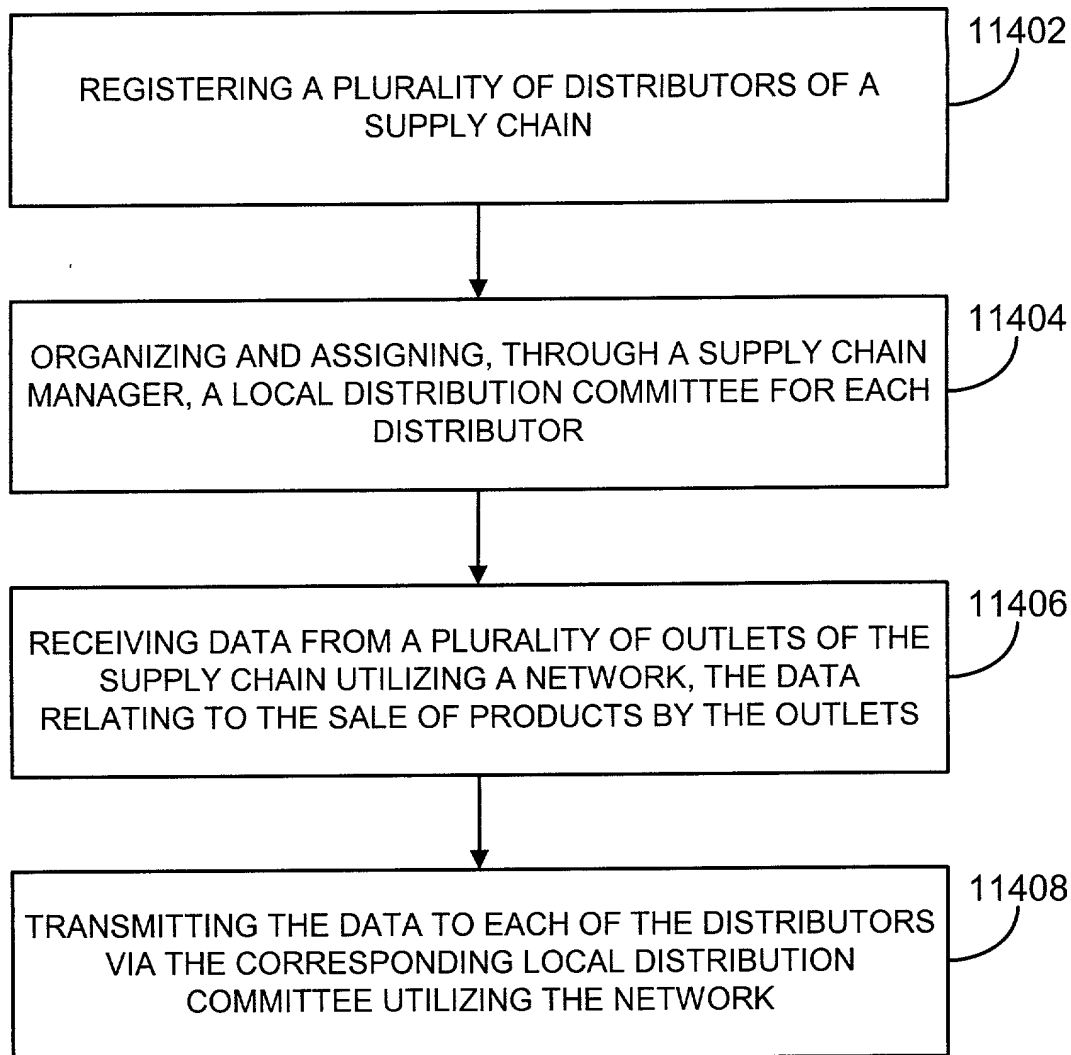 11402
REGISTERING A PLURALITY OF DISTRIBUTORS OF A
SUPPLY CHAIN
11404
ORGANIZING AND ASSIGNING, THROUGH A SUPPLY CHAIN
MANAGER, A LOCAL DISTRIBUTION COMMITTEE FOR EACH
DISTRIBUTOR
11406
RECEIVING DATA FROM A PLURALITY OF OUTLETS OF THE
SUPPLY CHAIN UTILIZING A NETWORK, THE DATA
RELATING TO THE SALE OF PRODUCTS BY THE OUTLETS
11408
TRANSMITTING THE DATA TO EACH OF THE DISTRIBUTORS
VIA THE CORRESPONDING LOCAL DISTRIBUTION
COMMITTEE UTILIZING THE NETWORK